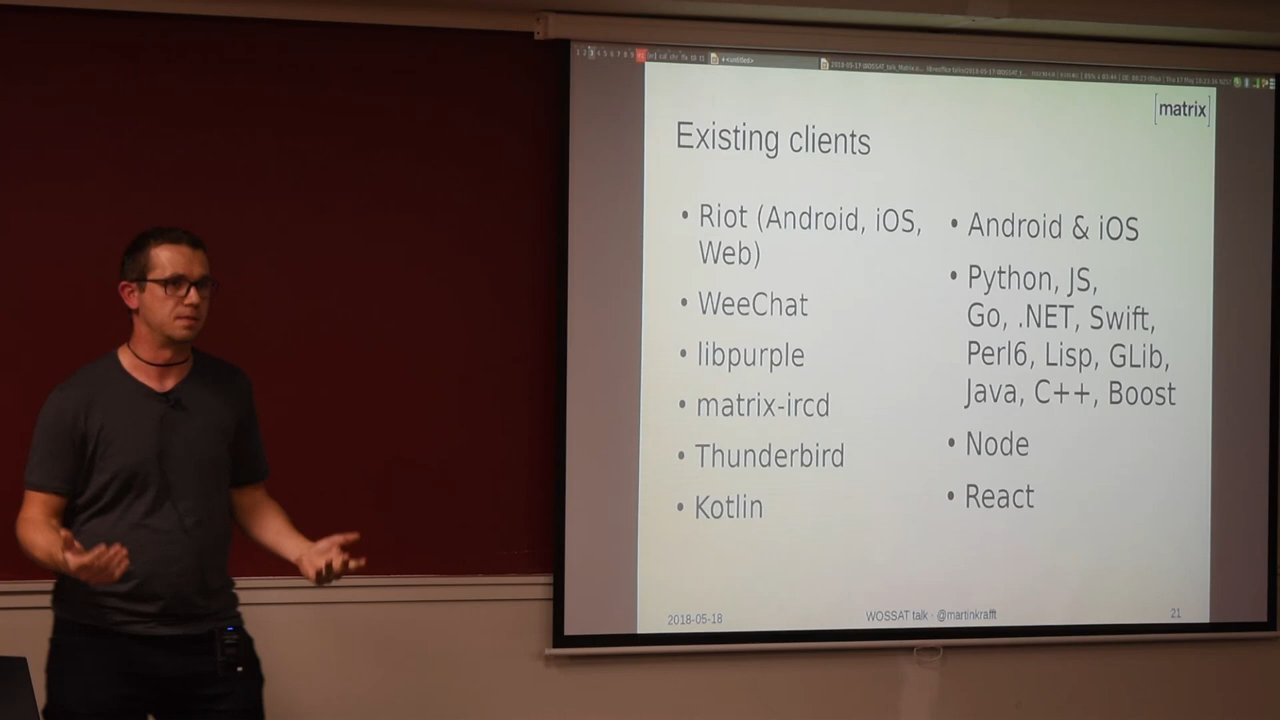 +<untitled>
[matrix]
Existing clients
• Riot (Android, iOS,
Web)
• WeeChat
• libpurple
• matrix-ircd
• Thunderbird
• Kotlin
• Android & iOS
• Python, JS,
Go, .NET, Swift,
Perl6, Lisp, GLib,
Java, C++, Boost
• Node
• React
2018-05-18
WOSSAT talk - @martinkrafft
21